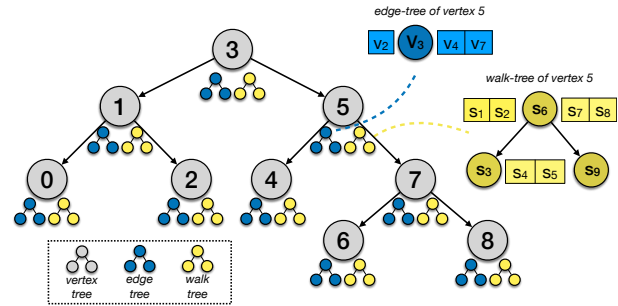 edge-tree of vertex 5
V2 V3 V4 V7
walk-tree of vertex 5
S1 S2 S6 S7 S8
S3 S4 S5 S9
3
1 5
0 2 4 7
6 8
vertex tree
edge tree
walk tree